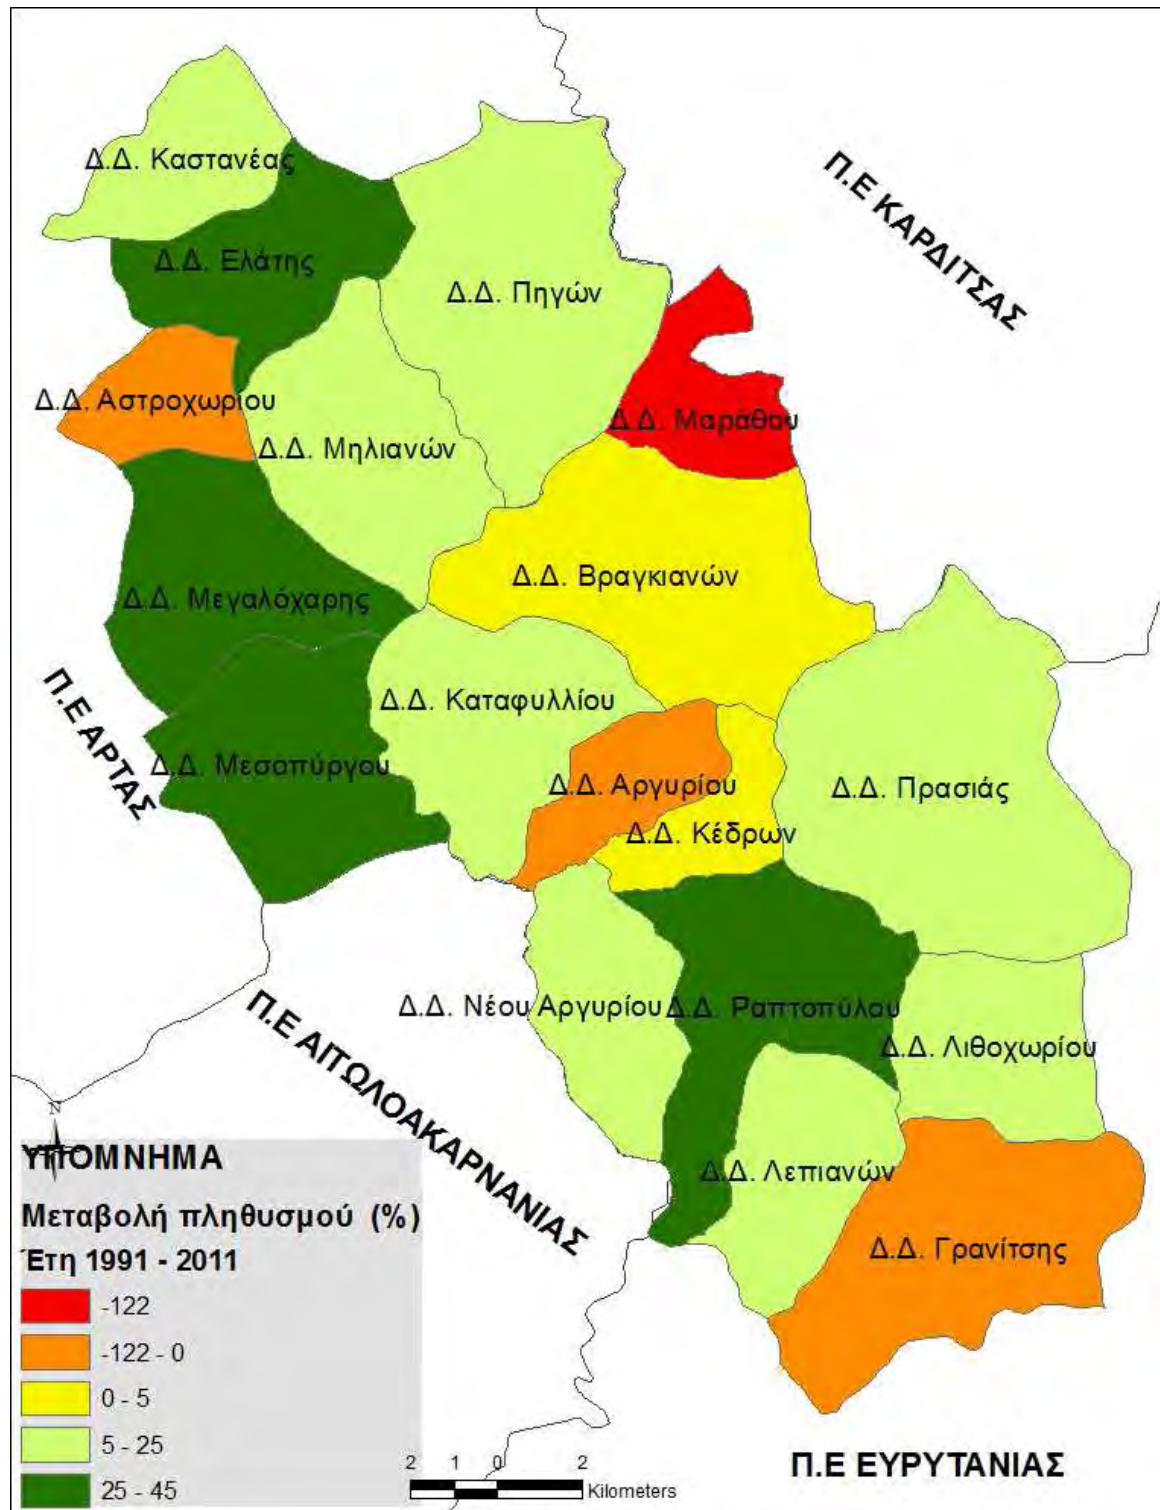 Δ.Δ. Καστανέας
Π.Ε ΚΑΡΔΙΤΣΑΣ
Δ.Δ. Ελάτης
Δ.Δ. Πηγών
Δ.Δ. Αστροχωρίου
Δ.Δ. Μαράθου
Δ.Δ. Μηλιανών
Δ.Δ. Βραγκιανών
Δ.Δ. Μεγαλόχαρης
Δ.Δ. Καταφυλλίου
Π.Ε ΑΡΤΑΣ
Δ.Δ. Μεσοπύργου
Δ.Δ. Αργυρίου
Δ.Δ. Πρασιάς
Δ.Δ. Κέδρων
Δ.Δ. Νέου Αργυρίου
Δ.Δ. Ραπτοπύλου
Δ.Δ. Λιθοχωρίου
Π.Ε ΑΙΤΩΛΟΑΚΑΡΝΑΝΙΑΣ
Δ.Δ. Λεπιανών
Δ.Δ. Γρανίτσης
N
ΥΠΟΜΝΗΜΑ
Μεταβολή πληθυσμού (%)
Έτη 1991 - 2011
-122
-122 - 0
0 - 5
5 - 25
25 - 45
2 1 0 2
Kilometers
Π.Ε ΕΥΡΥΤΑΝΙΑΣ